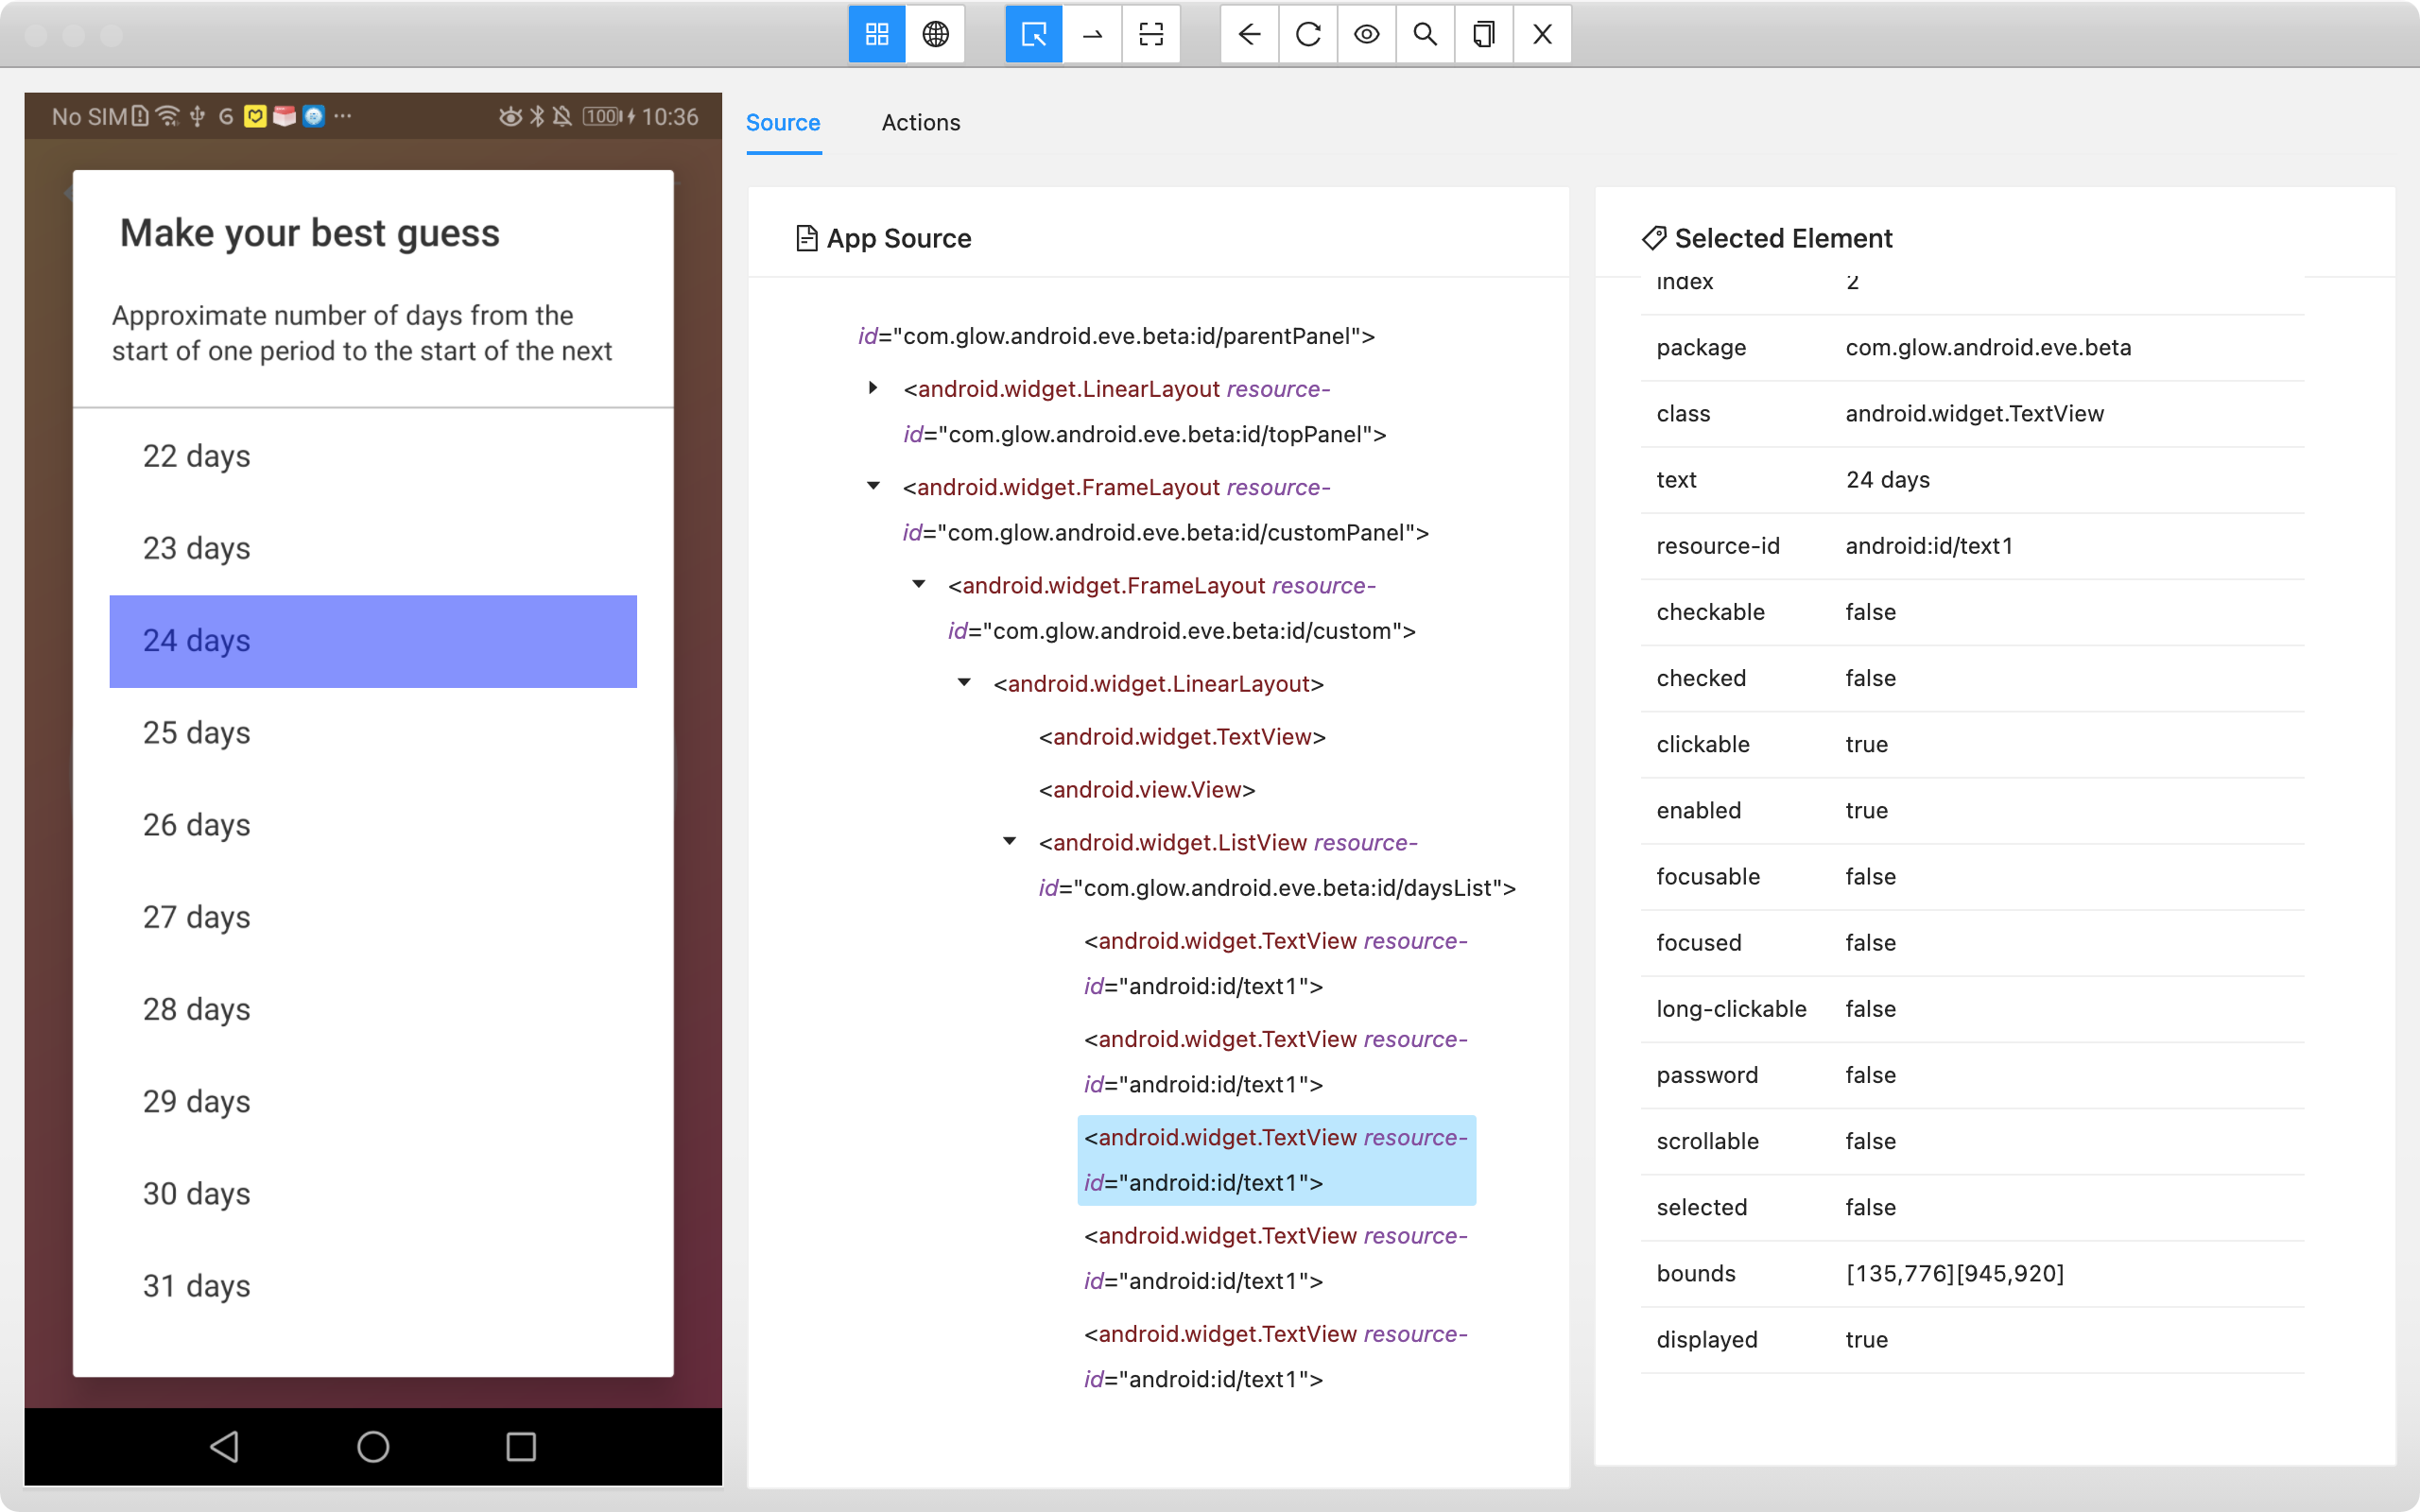 No SIM
G
100
10:36
Make your best guess
Approximate number of days from the
start of one period to the start of the next
22 days
23 days
24 days
25 days
26 days
27 days
28 days
29 days
30 days
31 days
Source
Actions
App Source
id="com.glow.android.eve.beta:id/parentPanel">
<android.widget.LinearLayout resource-
id="com.glow.android.eve.beta:id/topPanel">
<android.widget.FrameLayout resource-
id="com.glow.android.eve.beta:id/customPanel">
<android.widget.FrameLayout resource-
id="com.glow.android.eve.beta:id/custom">
<android.widget.LinearLayout>
<android.widget.TextView>
<android.view.View>
<android.widget.ListView resource-
id="com.glow.android.eve.beta:id/daysList">
<android.widget.TextView resource-
id="android:id/text1">
<android.widget.TextView resource-
id="android:id/text1">
<android.widget.TextView resource-
id="android:id/text1">
<android.widget.TextView resource-
id="android:id/text1">
<android.widget.TextView resource-
id="android:id/text1">
Selected Element
index 2
package com.glow.android.eve.beta
class android.widget.TextView
text 24 days
resource-id android:id/text1
checkable false
checked false
clickable true
enabled true
focusable false
focused false
long-clickable false
password false
scrollable false
selected false
bounds [135,776][945,920]
displayed true